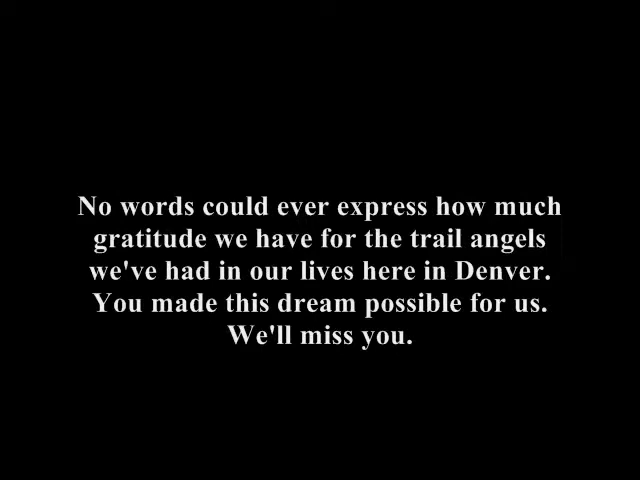 No words could ever express how much
gratitude we have for the trail angels
we've had in our lives here in Denver.
You made this dream possible for us.
We'll miss you.